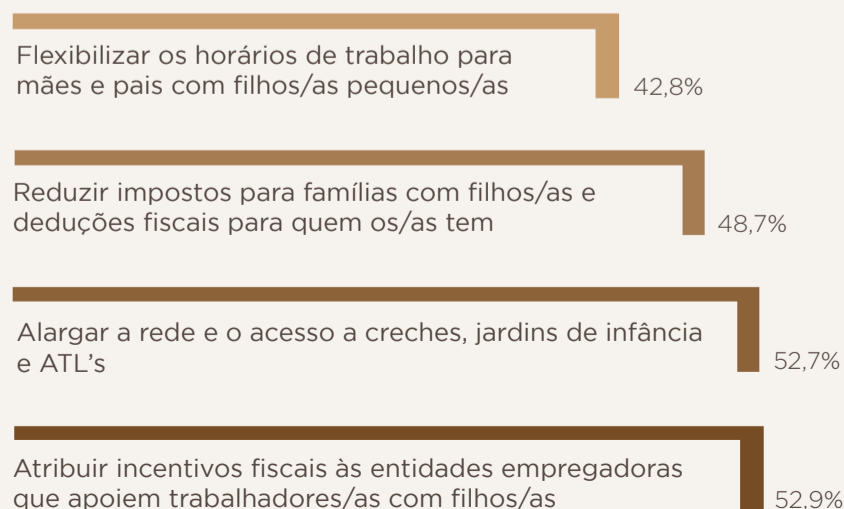 Flexibilizar os horários de trabalho para
mães e pais com filhos/as pequenos/as
42,8%
Reduzir impostos para famílias com filhos/as e
deduções fiscais para quem os/as tem
48,7%
Alargar a rede e o acesso a creches, jardins de infância
e ATL's
52,7%
Atribuir incentivos fiscais às entidades empregadoras
que apoiem trabalhadores/as com filhos/as
52,9%